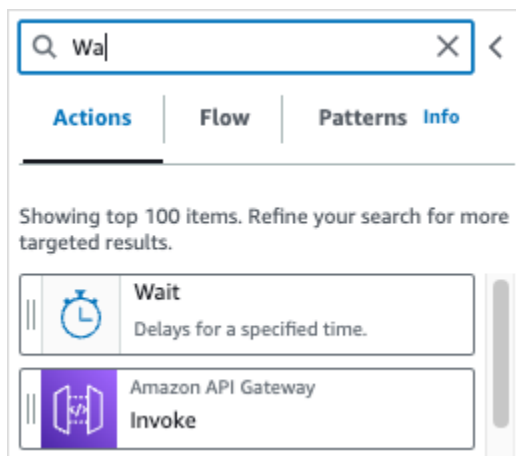 Wa
Actions Flow Patterns Info
Showing top 100 items. Refine your search for more
targeted results.
Wait
Delays for a specified time.
Amazon API Gateway
Invoke